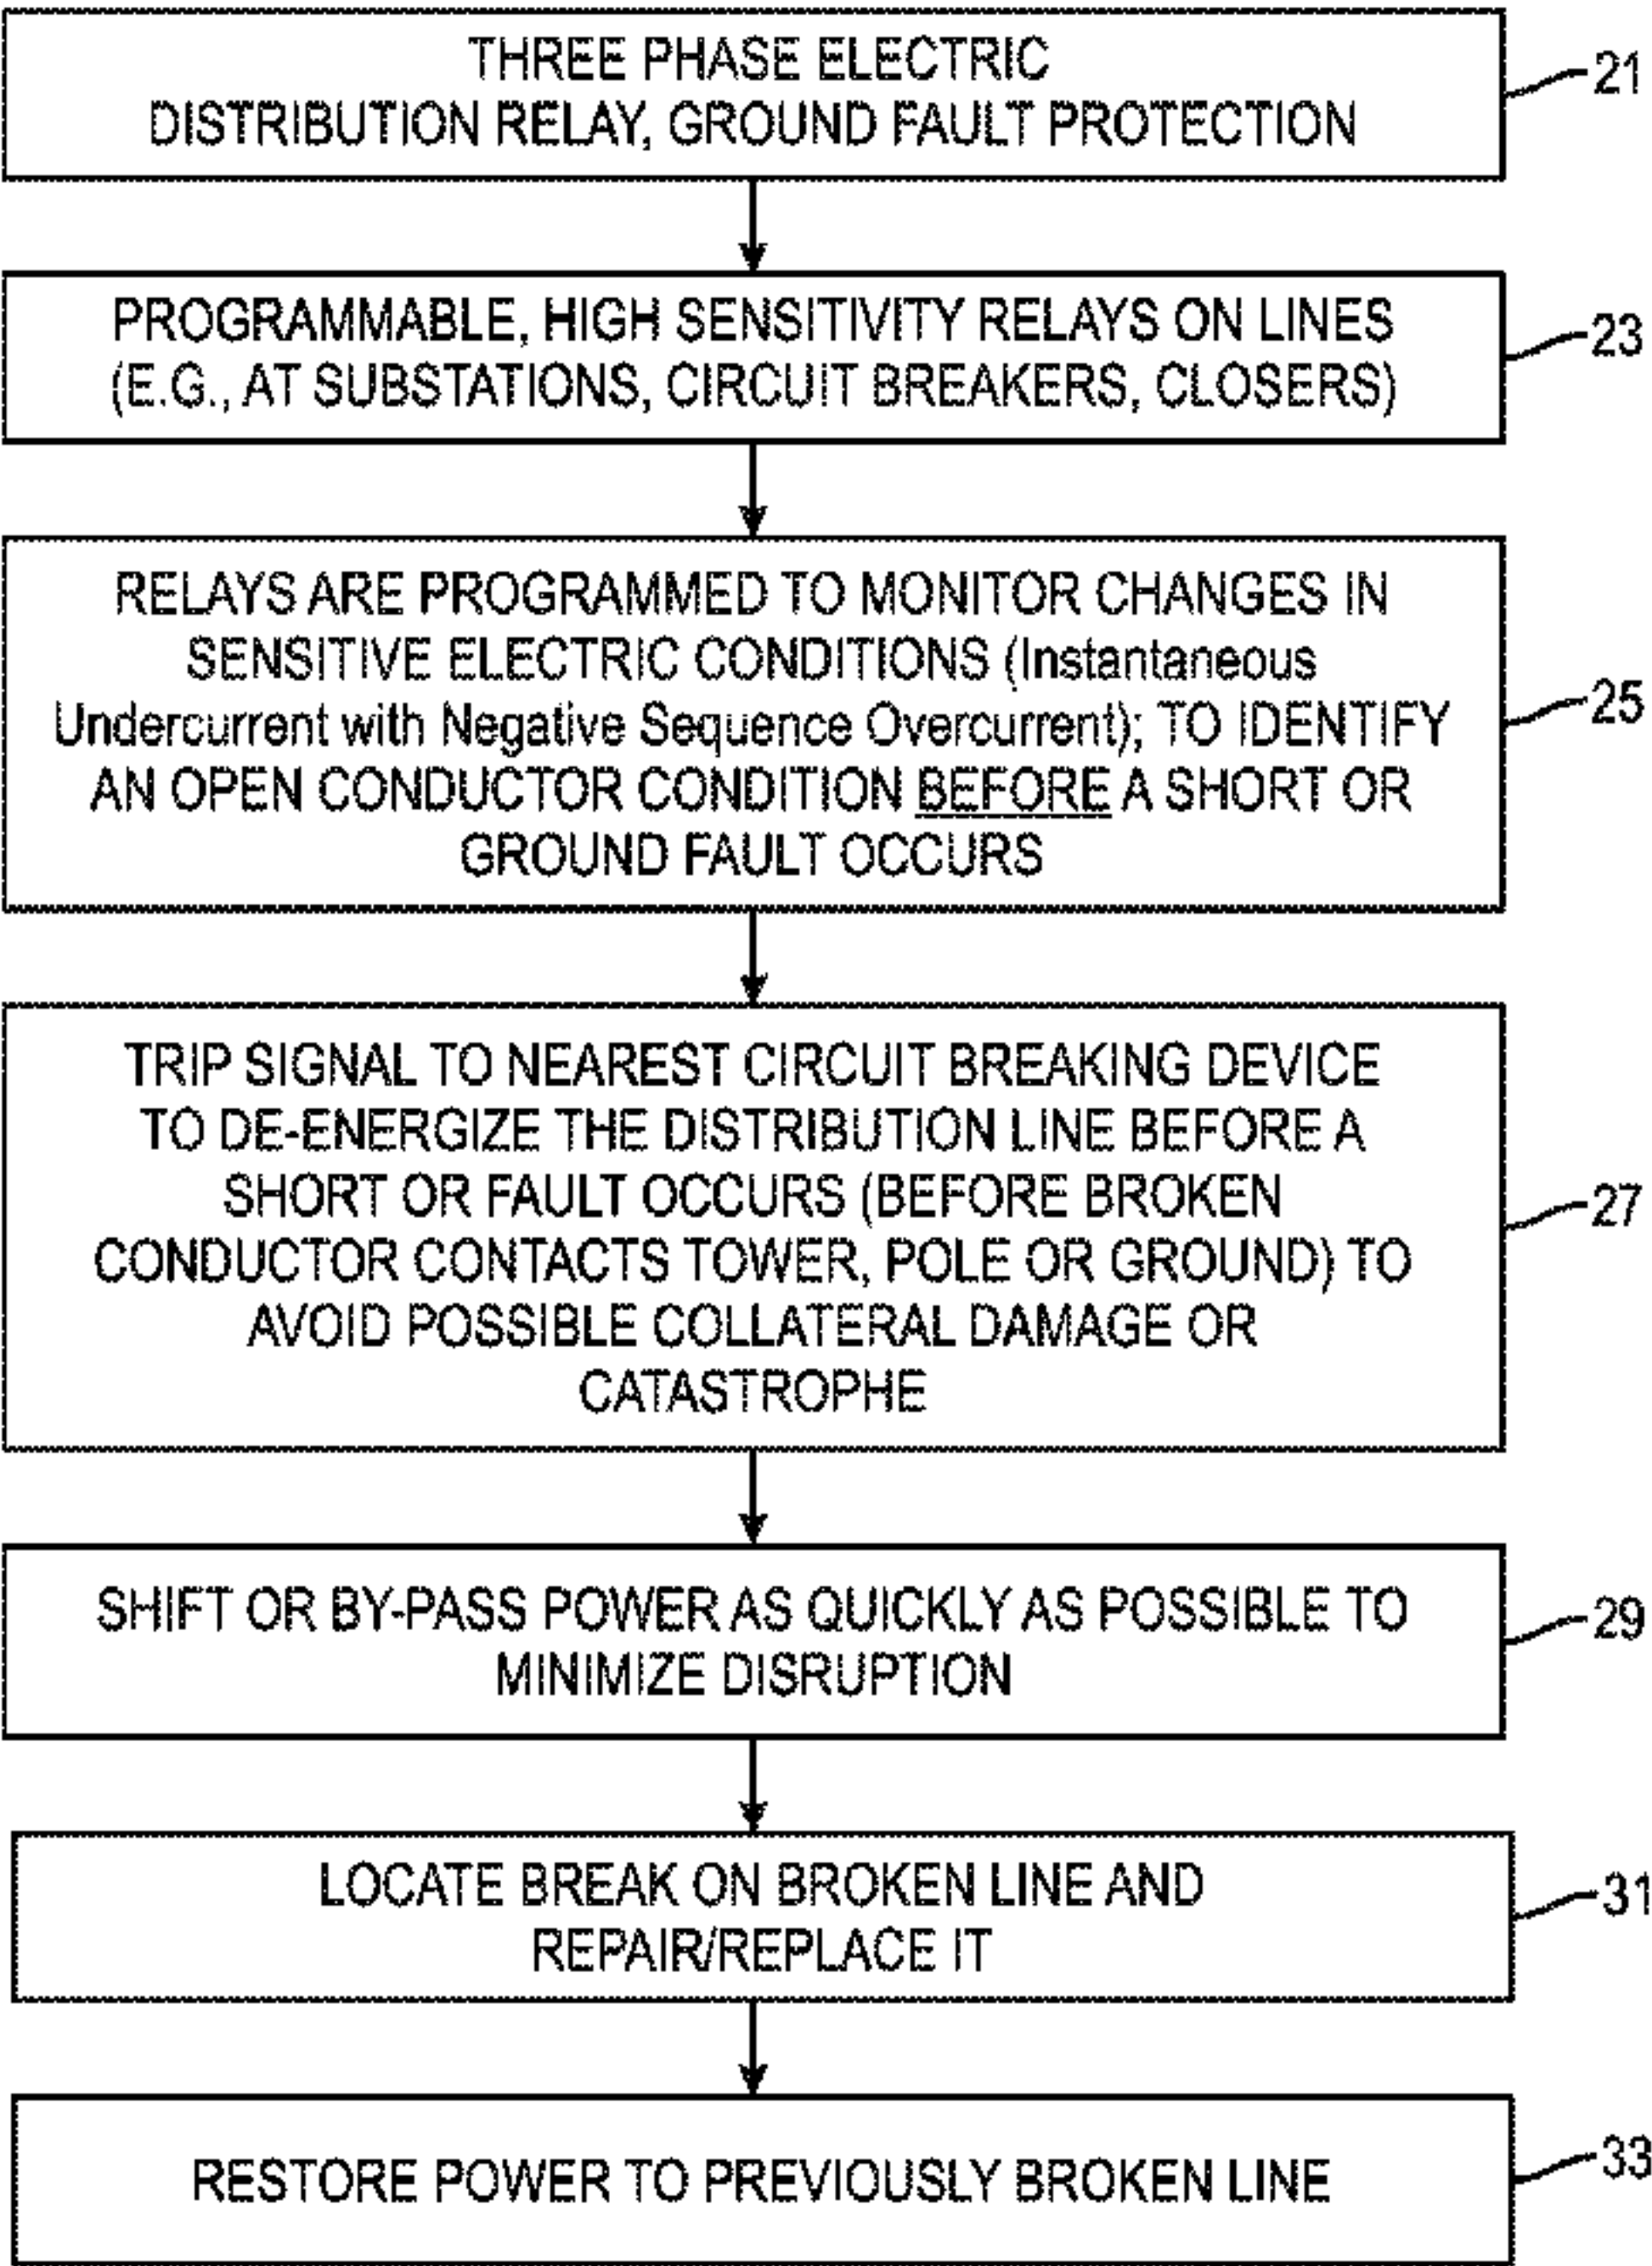 THREE PHASE ELECTRIC
DISTRIBUTION RELAY, GROUND FAULT PROTECTION
21
PROGRAMMABLE, HIGH SENSITIVITY RELAYS ON LINES
(E.G., AT SUBSTATIONS, CIRCUIT BREAKERS, CLOSERS)
23
RELAYS ARE PROGRAMMED TO MONITOR CHANGES IN
SENSITIVE ELECTRIC CONDITIONS (Instantaneous
Undercurrent with Negative Sequence Overcurrent); TO IDENTIFY
AN OPEN CONDUCTOR CONDITION BEFORE A SHORT OR
GROUND FAULT OCCURS
25
TRIP SIGNAL TO NEAREST CIRCUIT BREAKING DEVICE
TO DE-ENERGIZE THE DISTRIBUTION LINE BEFORE A
SHORT OR FAULT OCCURS (BEFORE BROKEN
CONDUCTOR CONTACTS TOWER, POLE OR GROUND) TO
AVOID POSSIBLE COLLATERAL DAMAGE OR
CATASTROPHE
27
SHIFT OR BY-PASS POWER AS QUICKLY AS POSSIBLE TO
MINIMIZE DISRUPTION
29
LOCATE BREAK ON BROKEN LINE AND
REPAIR/REPLACE IT
31
RESTORE POWER TO PREVIOUSLY BROKEN LINE
33